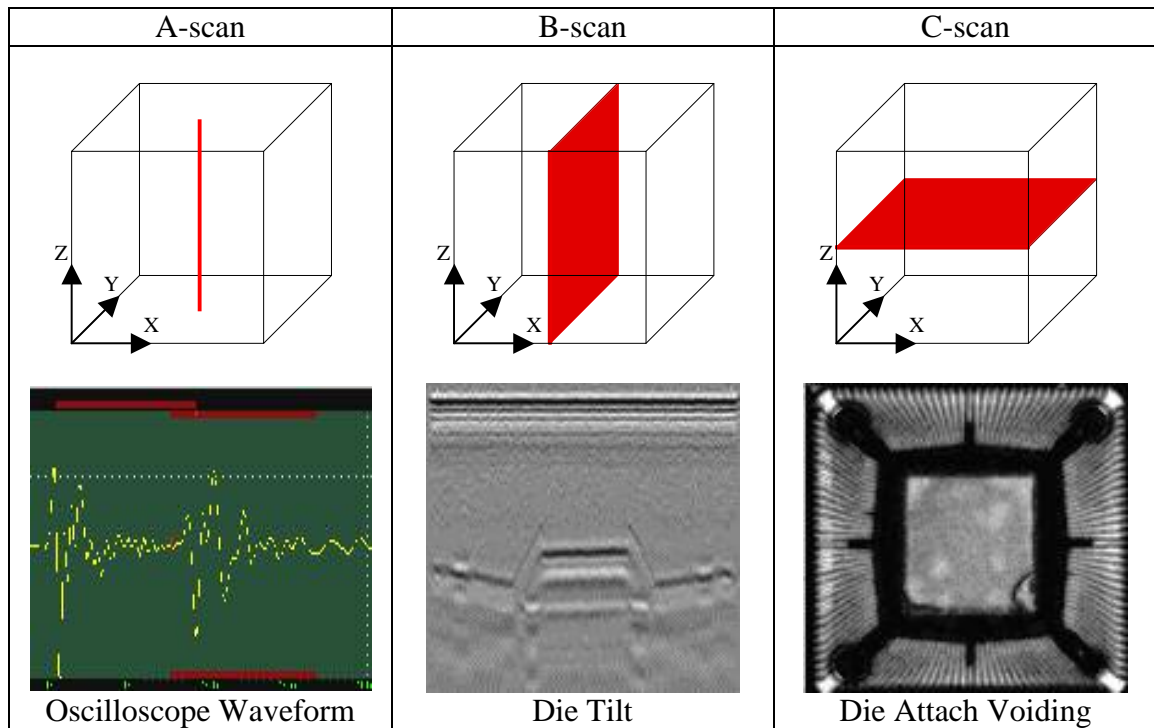 A-scan
B-scan
C-scan
Z
Y
X
Z
Y
X
Z
Y
X
Oscilloscope Waveform
Die Tilt
Die Attach Voiding